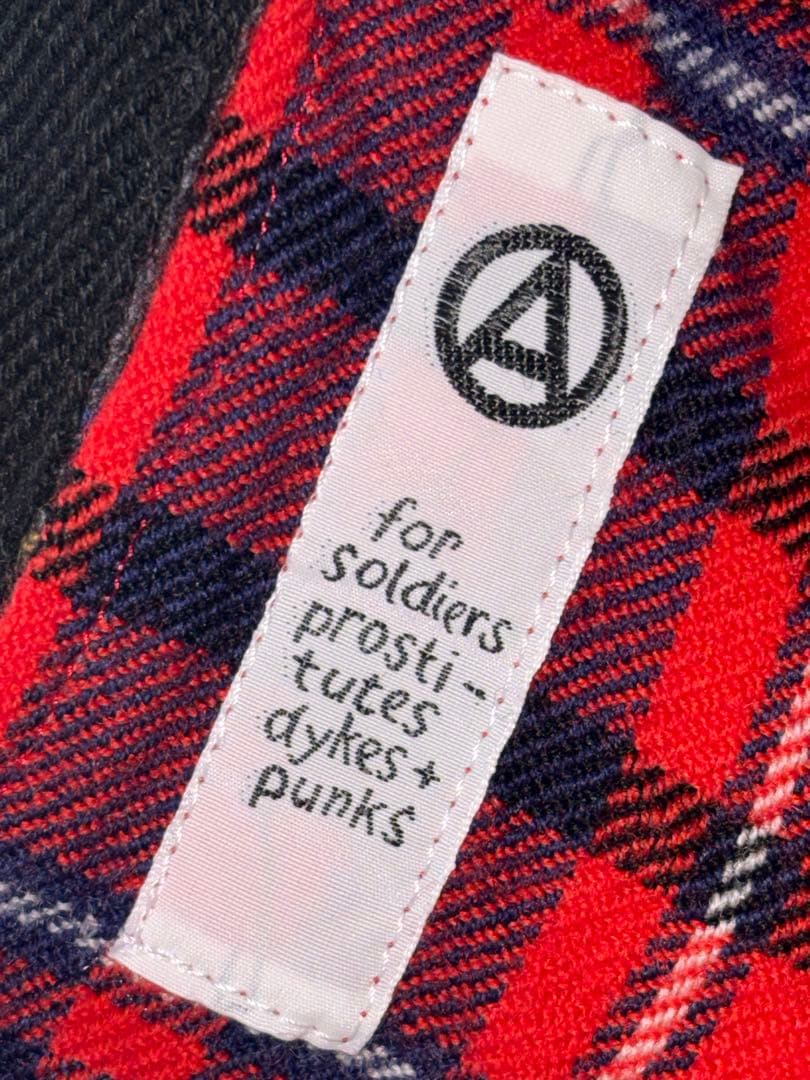 A
for
soldiers
prosti-
tutes
dykes+
punks